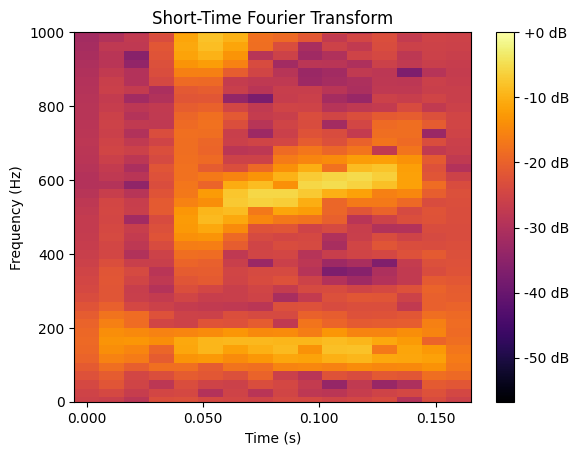 Short-Time Fourier Transform
1000
800
600
400
200
0
Frequency (Hz)
0.000
0.050
0.100
0.150
Time (s)
+0 dB
-10 dB
-20 dB
-30 dB
-40 dB
-50 dB